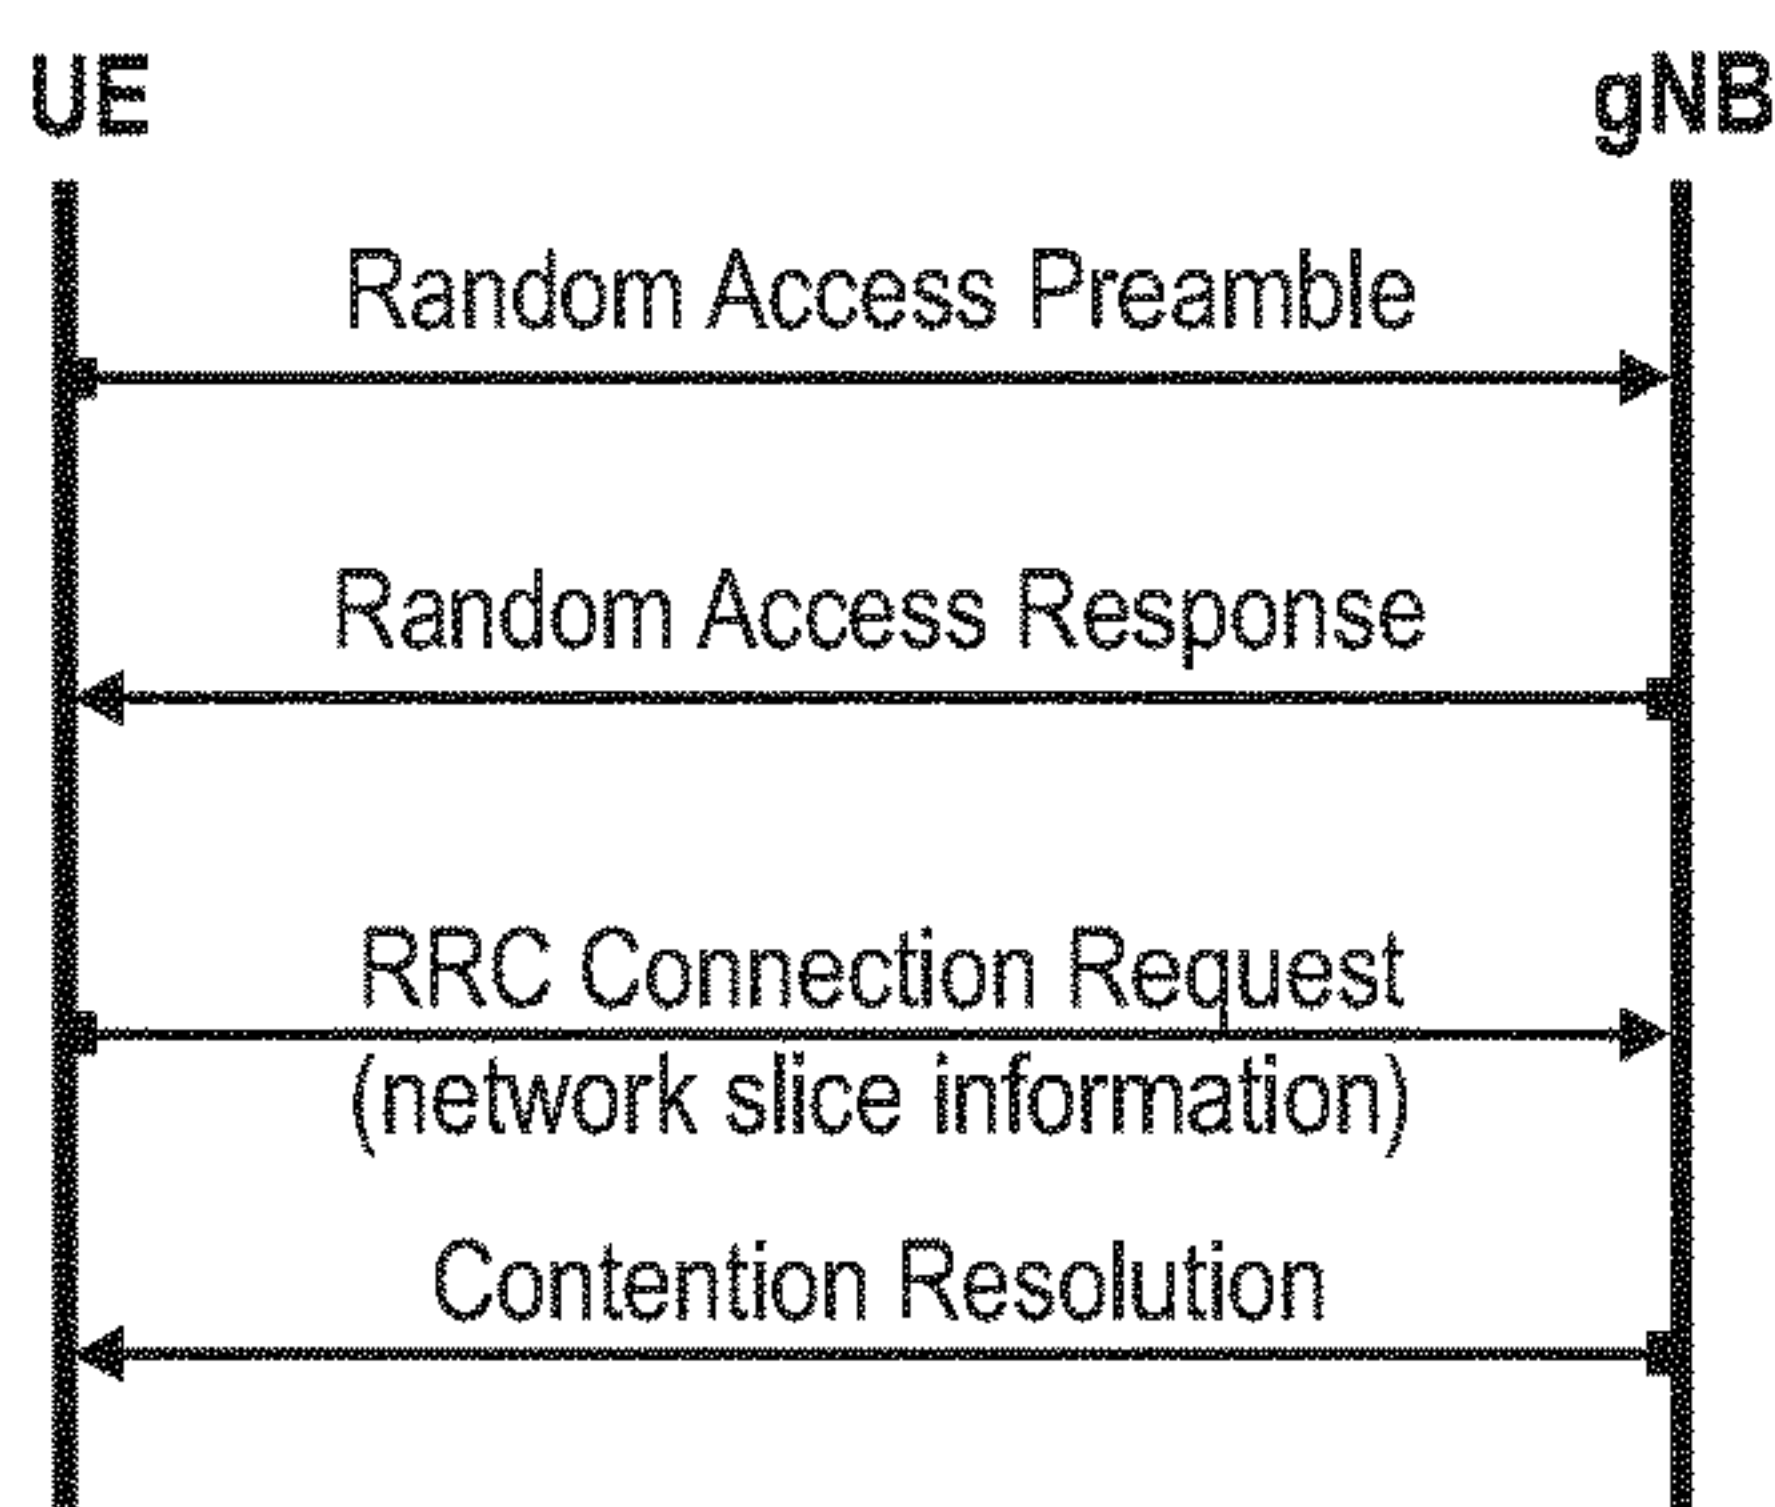 UE gNB
Random Access Preamble
Random Access Response
RRC Connection Request
(network slice information)
Contention Resolution